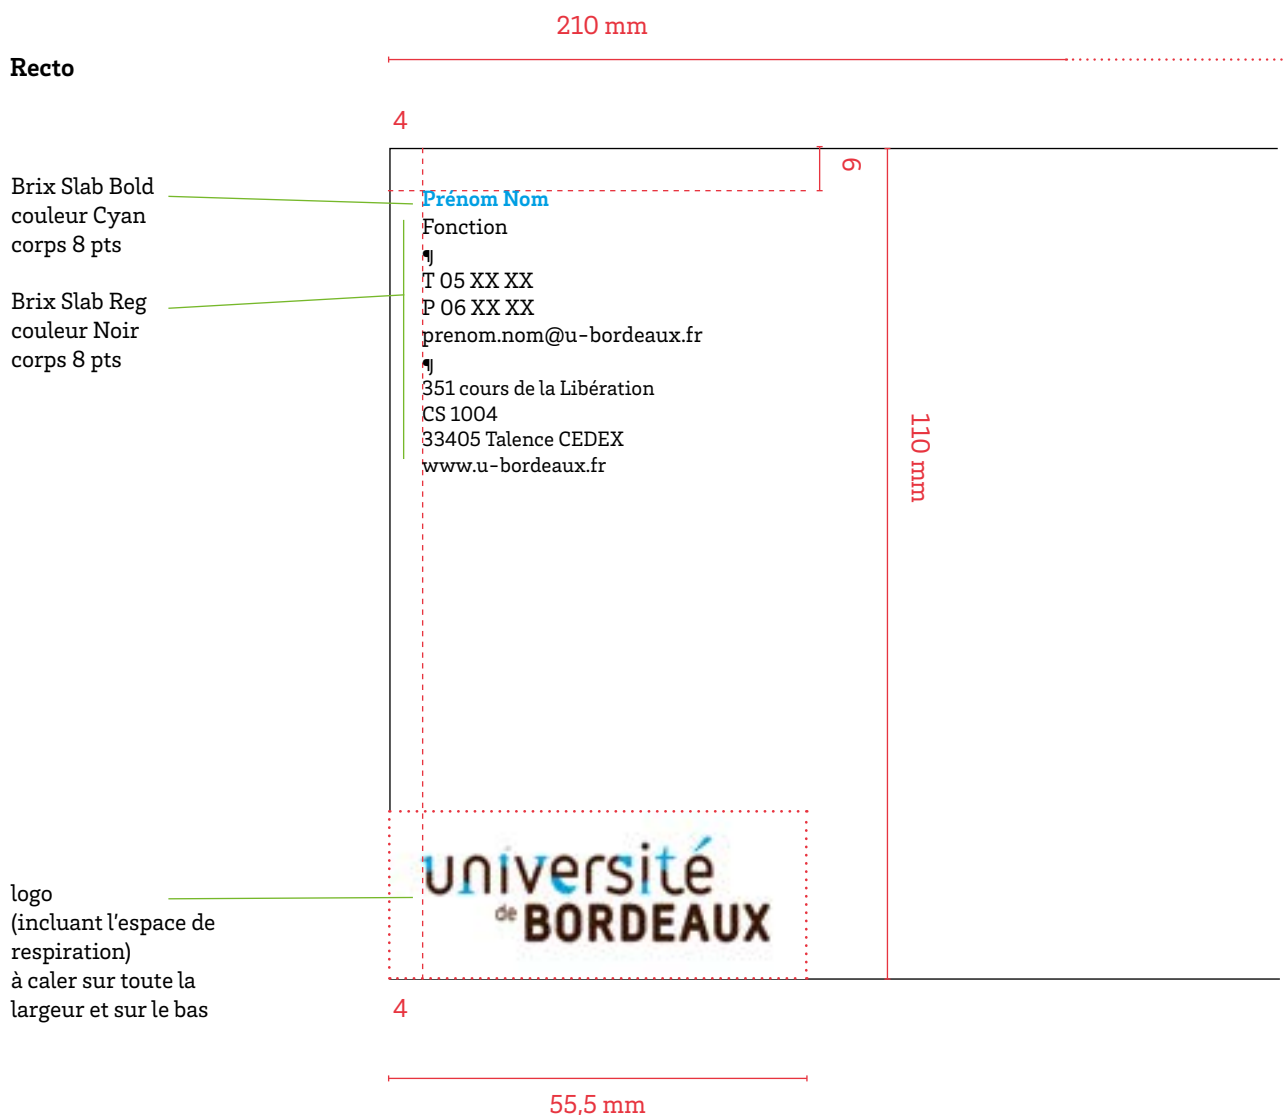 210 mm
Recto
4
6
Brix Slab Bold
couleur Cyan
corps 8 pts
Brix Slab Reg
couleur Noir
corps 8 pts
Prénom Nom
Fonction
¶
T 05 XX XX
P 06 XX XX
prenom.nom@u-bordeaux.fr
¶
351 cours de la Libération
CS 1004
33405 Talence CEDEX
www.u-bordeaux.fr
110 mm
université
de BORDEAUX
logo
(incluant l'espace de
respiration)
à caler sur toute la
largeur et sur le bas
4
55,5 mm